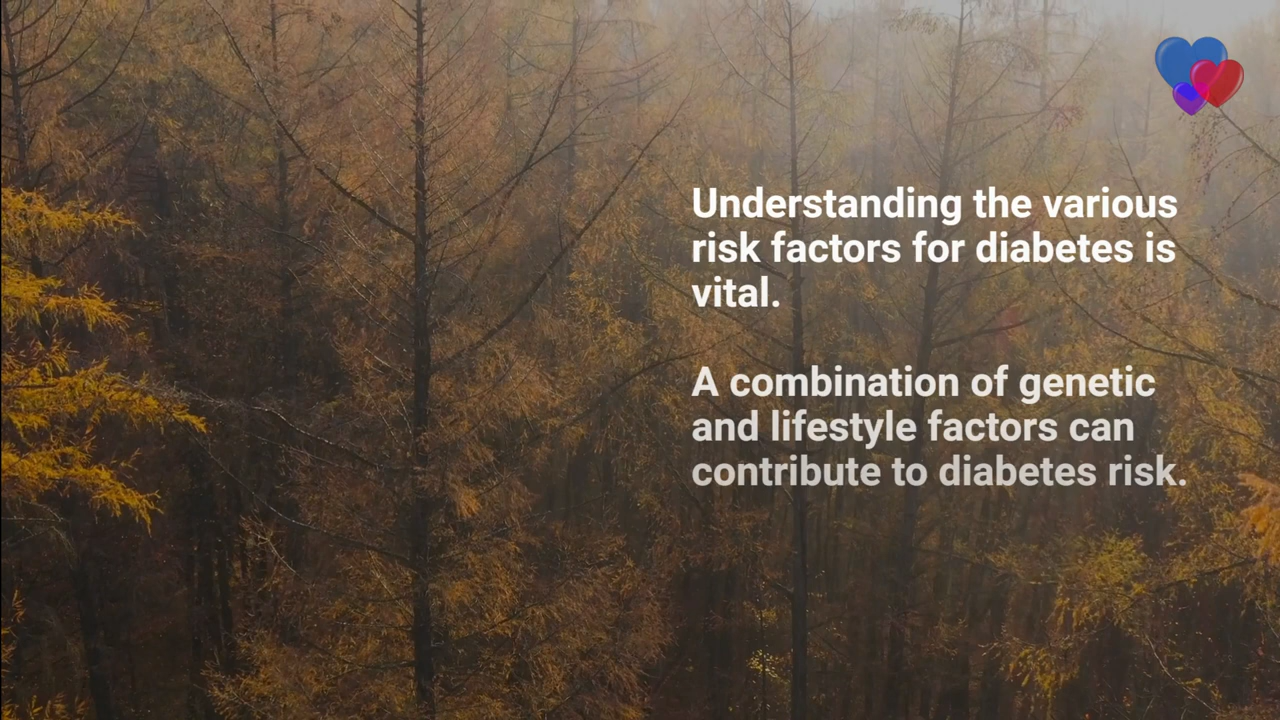 Understanding the various
risk factors for diabetes is
vital.
A combination of genetic
and lifestyle factors can
contribute to diabetes risk.